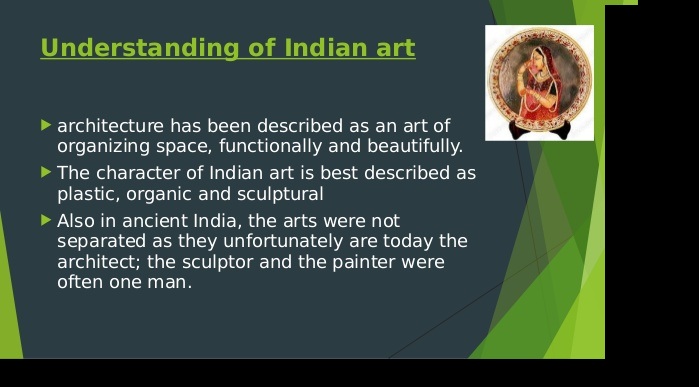 Understanding of Indian art
architecture has been described as an art of
organizing space, functionally and beautifully.
The character of Indian art is best described as
plastic, organic and sculptural
Also in ancient India, the arts were not
separated as they unfortunately are today the
architect; the sculptor and the painter were
often one man.